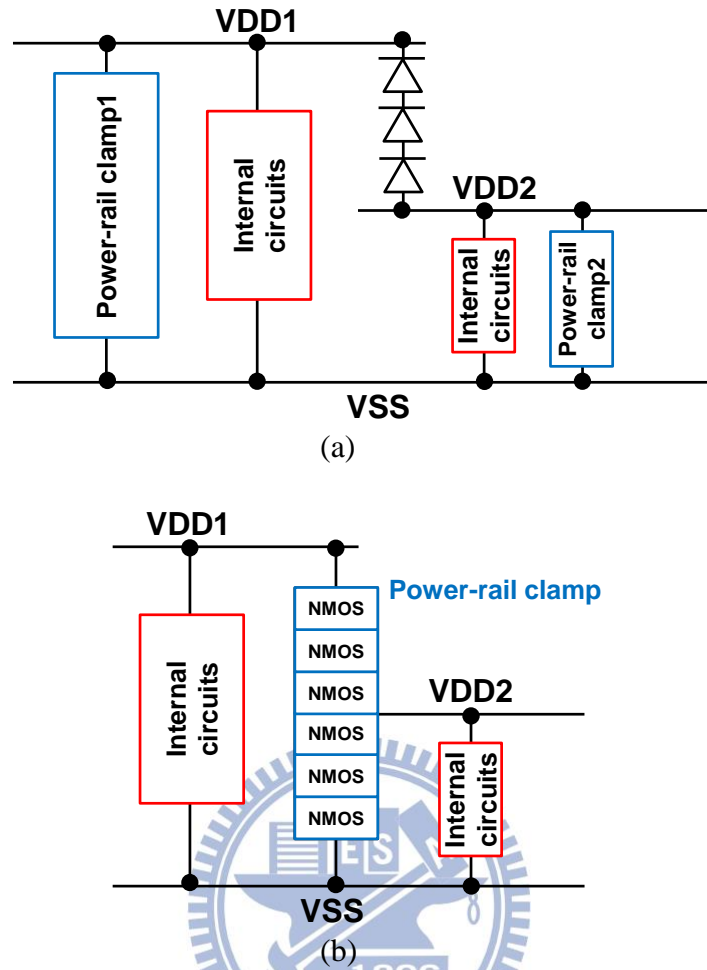 VDD1
Power-rail clamp1
Internal circuits
VDD2
Internal circuits
Power-rail clamp2
VSS
(a)
VDD1
Power-rail clamp
NMOS
NMOS
NMOS
NMOS
NMOS
NMOS
Internal circuits
VDD2
Internal circuits
ES
VSS
(b)